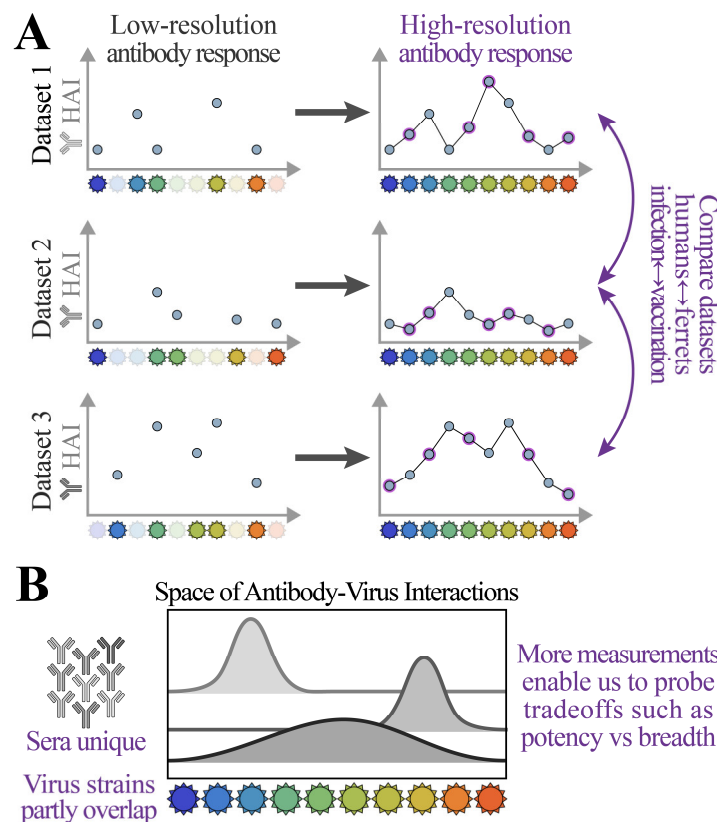 A
Low-resolution
antibody response
High-resolution
antibody response
Dataset 1
HAI
Dataset 2
HAI
Dataset 3
HAI
Compare datasets
humans↔ferrets
infection↔vaccination
B
Space of Antibody-Virus Interactions
Sera unique
Virus strains
partly overlap
More measurements
enable us to probe
tradeoffs such as
potency vs breadth